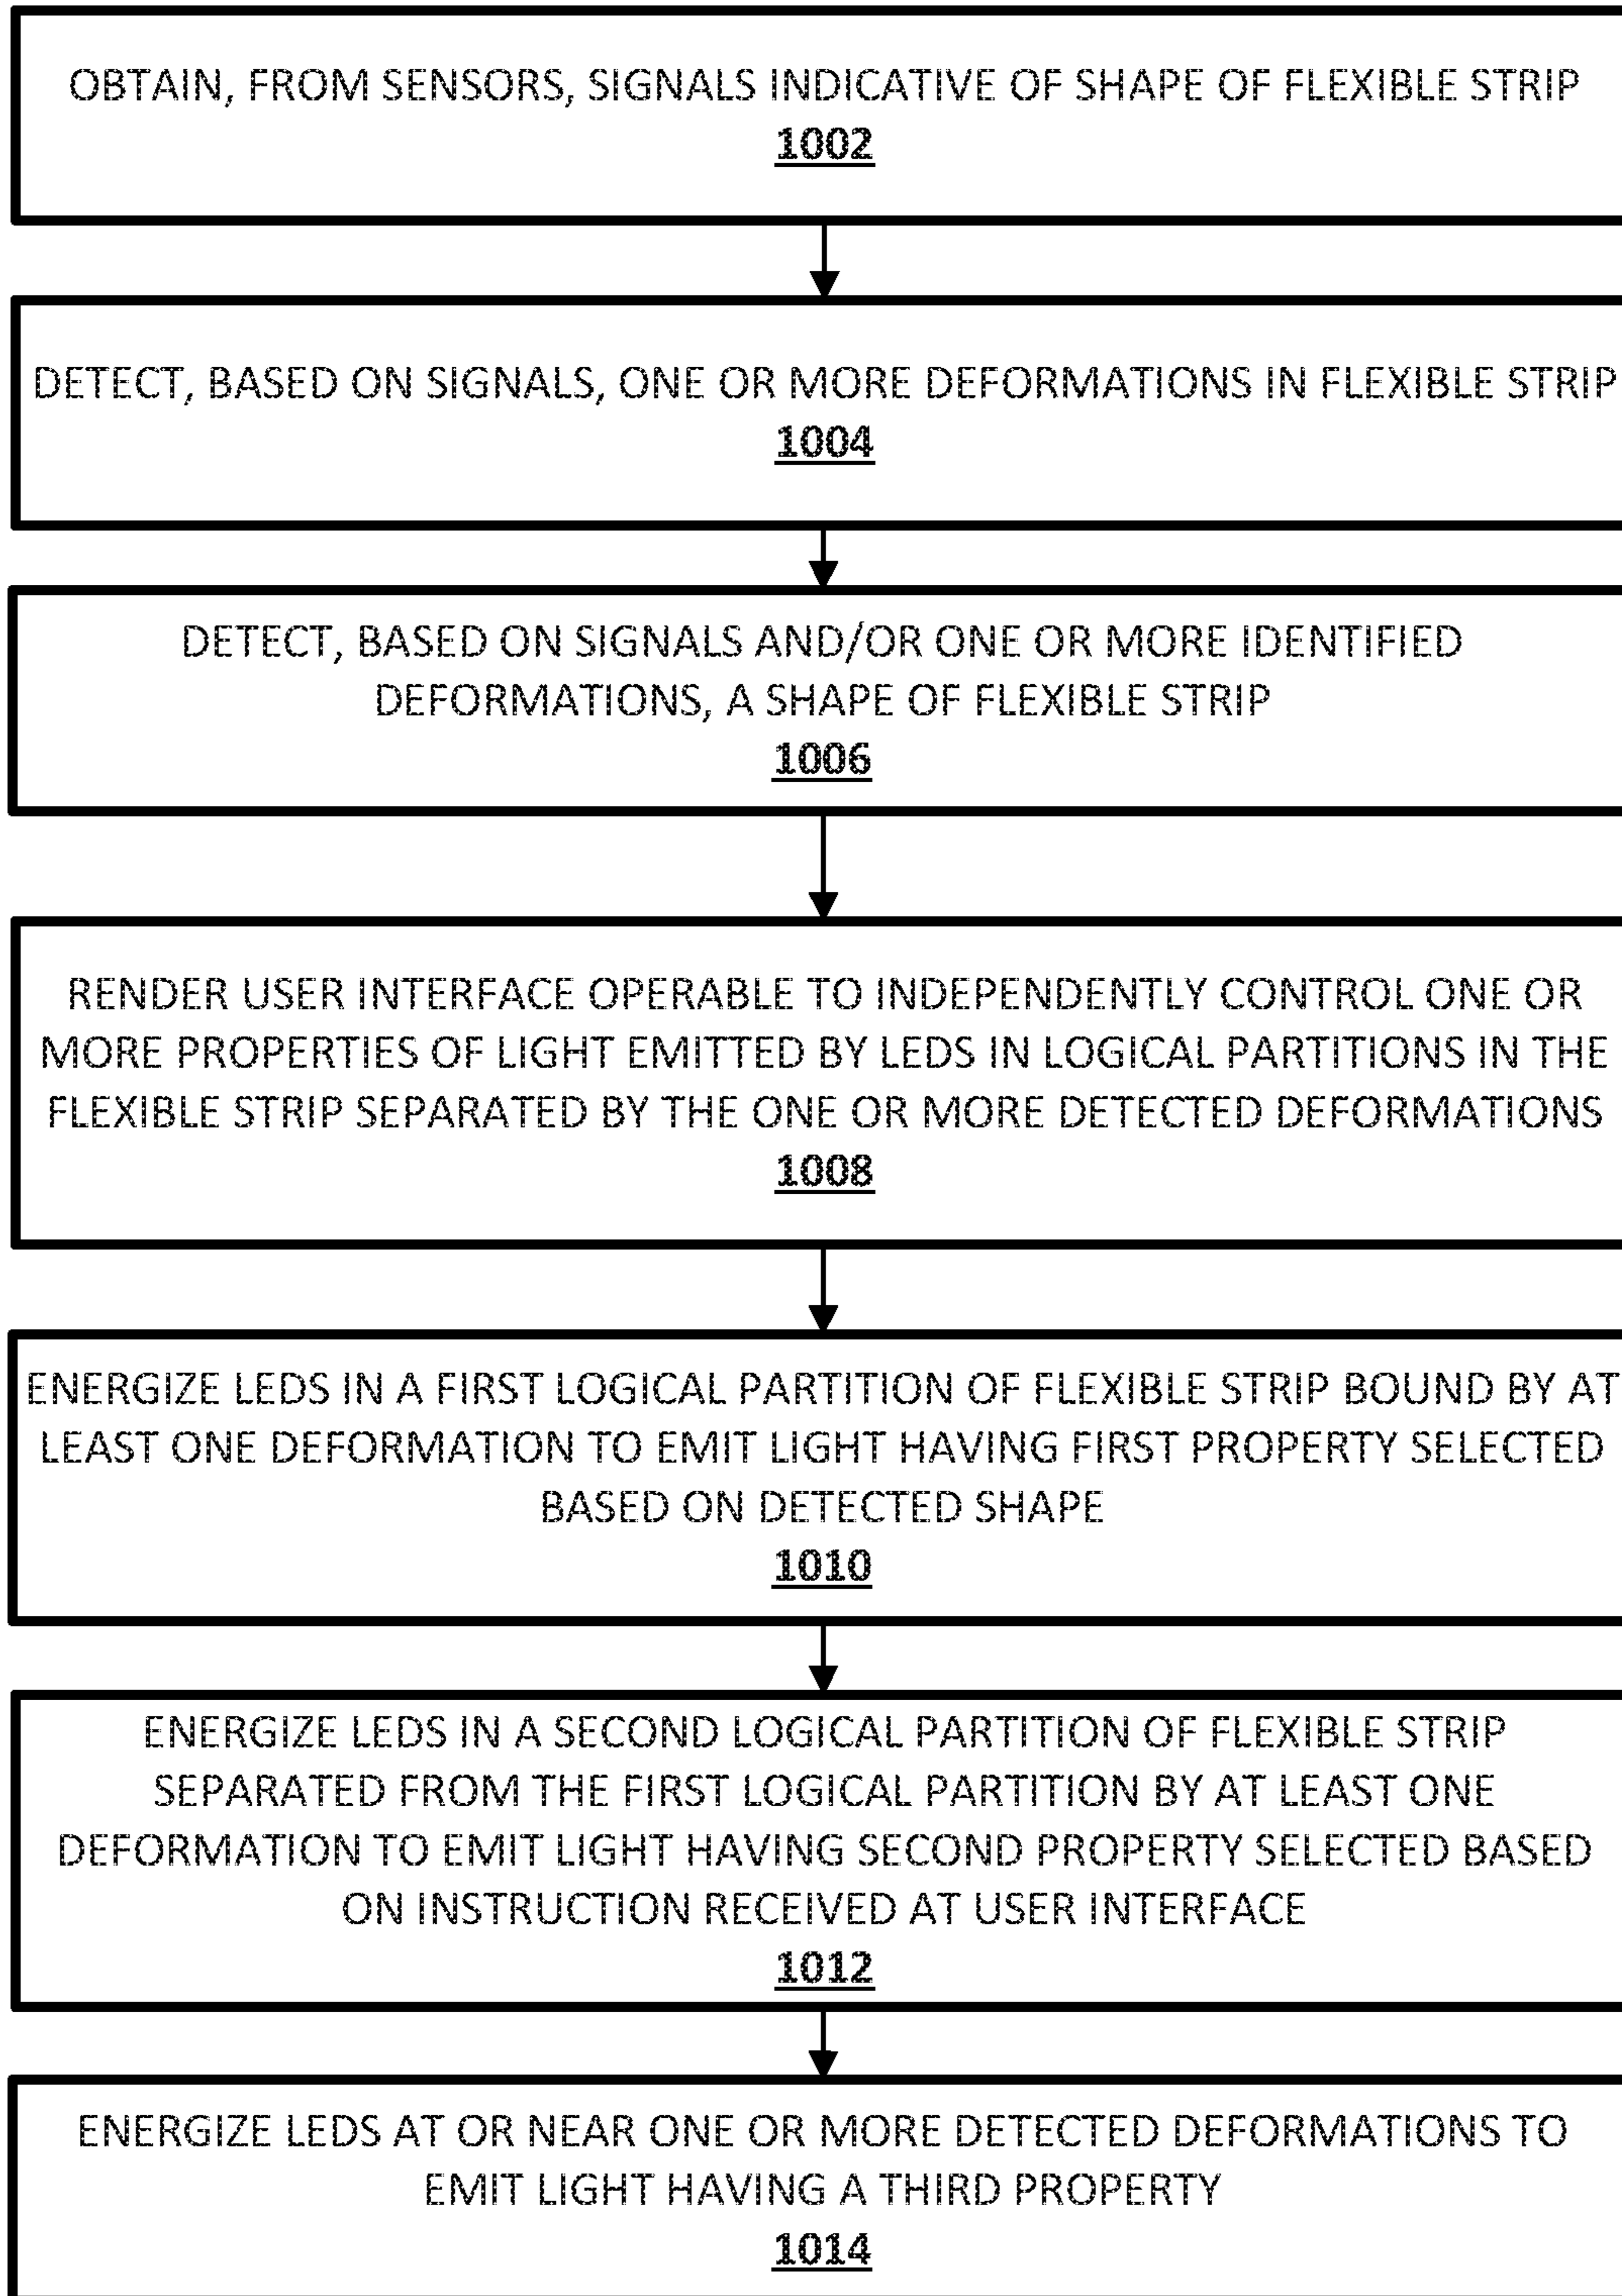 OBTAIN, FROM SENSORS, SIGNALS INDICATIVE OF SHAPE OF FLEXIBLE STRIP
1002
DETECT, BASED ON SIGNALS, ONE OR MORE DEFORMATIONS IN FLEXIBLE STRIP
1004
DETECT, BASED ON SIGNALS AND/OR ONE OR MORE IDENTIFIED
DEFORMATIONS, A SHAPE OF FLEXIBLE STRIP
1006
RENDER USER INTERFACE OPERABLE TO INDEPENDENTLY CONTROL ONE OR
MORE PROPERTIES OF LIGHT EMITTED BY LEDS IN LOGICAL PARTITIONS IN THE
FLEXIBLE STRIP SEPARATED BY THE ONE OR MORE DETECTED DEFORMATIONS
1008
ENERGIZE LEDS IN A FIRST LOGICAL PARTITION OF FLEXIBLE STRIP BOUND BY AT
LEAST ONE DEFORMATION TO EMIT LIGHT HAVING FIRST PROPERTY SELECTED
BASED ON DETECTED SHAPE
1010
ENERGIZE LEDS IN A SECOND LOGICAL PARTITION OF FLEXIBLE STRIP
SEPARATED FROM THE FIRST LOGICAL PARTITION BY AT LEAST ONE
DEFORMATION TO EMIT LIGHT HAVING SECOND PROPERTY SELECTED BASED
ON INSTRUCTION RECEIVED AT USER INTERFACE
1012
ENERGIZE LEDS AT OR NEAR ONE OR MORE DETECTED DEFORMATIONS TO
EMIT LIGHT HAVING A THIRD PROPERTY
1014